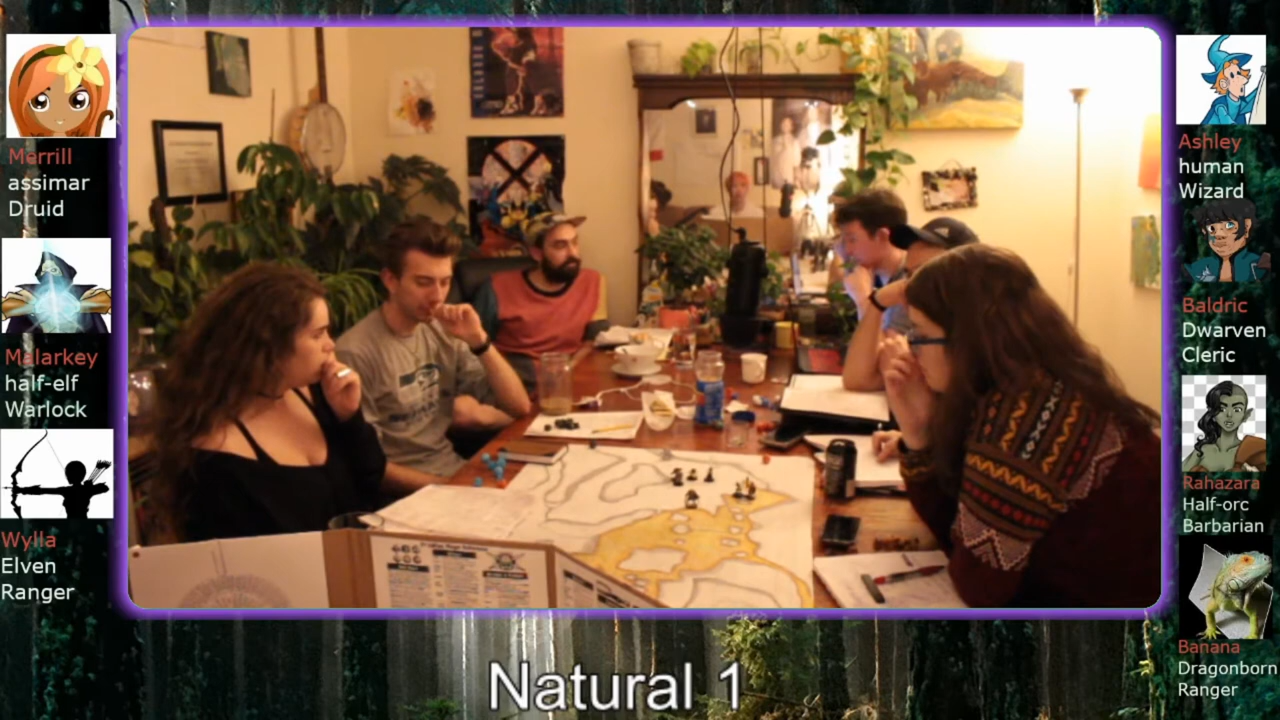 Merrill
assimar
Druid
Malarkey
half-elf
Warlock
Wylla
Elven
Ranger
Ashley
human
Wizard
Baldric
Dwarven
Cleric
Rahazara
Half-orc
Barbarian
Banana
Dragonborn
Ranger
Natural 1